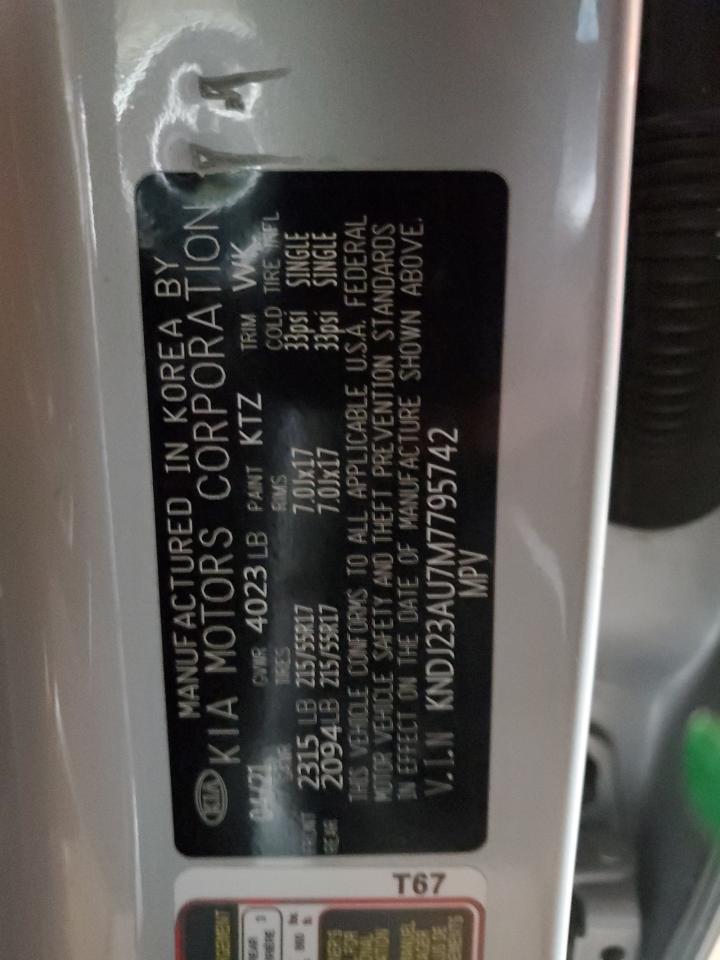 KIA
MANUFACTURED IN KOREA BY
KIA MOTORS CORPORATION
04/21 GVWR 4023 LB PAINT KTZ TRIM WK
GAWR TIRES RIMS COLD TIRE INFL
FRONT 2315 LB 215/55R17 7.0Jx17 33psi SINGLE
REAR 2094LB 215/55R17 7.0Jx17 33psi SINGLE
THIS VEHICLE CONFORMS TO ALL APPLICABLE U.S.A. FEDERAL
MOTOR VEHICLE SAFETY AND THEFT PREVENTION STANDARDS
IN EFFECT ON THE DATE OF MANUFACTURE SHOWN ABOVE.
V.I.N KNDJ23AU7M7795742
MPV
T67
REAR